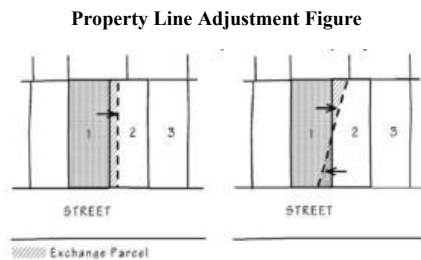 Property Line Adjustment Figure
1 2 3
1 2 3
STREET
STREET
Exchange Parcel